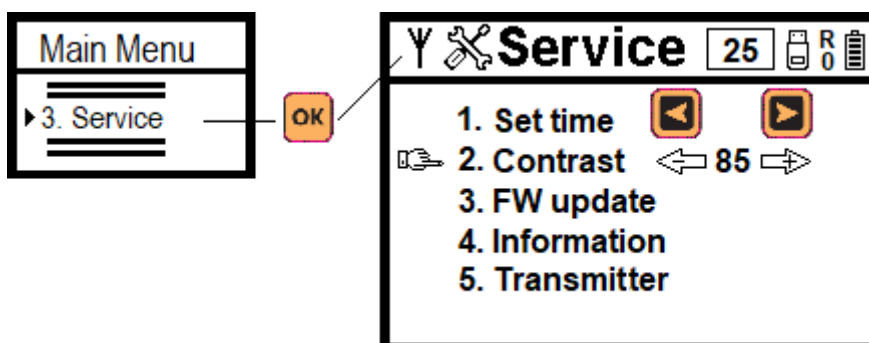 Main Menu
3. Service
OK
Service 25 R 0
1. Set time
2. Contrast 85
3. FW update
4. Information
5. Transmitter